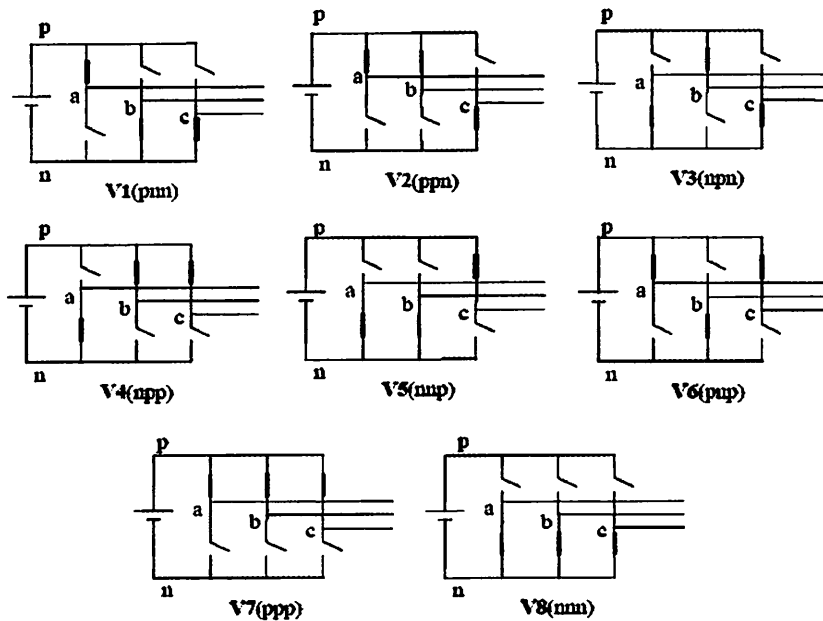 p p p
a b c a b c a b c
n n n
V1(pnn) V2(ppn) V3(npn)
p p p
a b c a b c a b c
n n n
V4(npp) V5(nnp) V6(pnp)
p p
a b c a b c
n n
V7(ppp) V8(nnn)